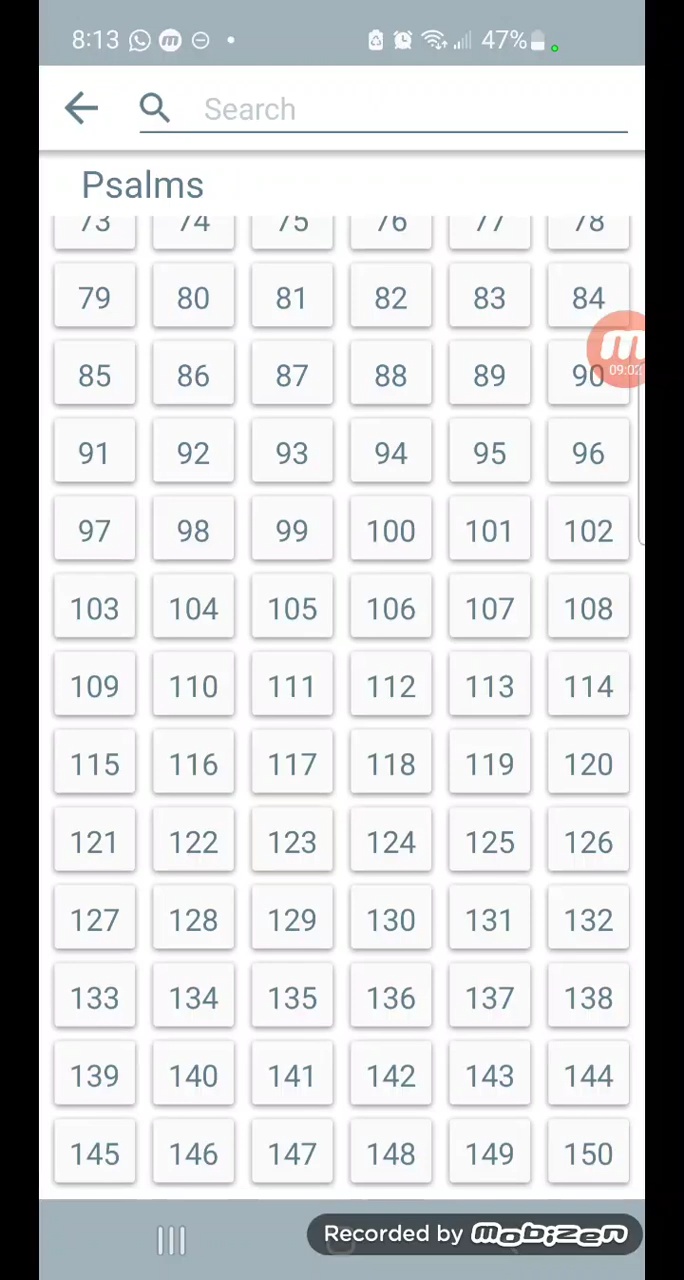 8:13 47%
Search
Psalms
73 74 75 76 77 78
79 80 81 82 83 84
85 86 87 88 89 90
09:02
91 92 93 94 95 96
97 98 99 100 101 102
103 104 105 106 107 108
109 110 111 112 113 114
115 116 117 118 119 120
121 122 123 124 125 126
127 128 129 130 131 132
133 134 135 136 137 138
139 140 141 142 143 144
145 146 147 148 149 150
Recorded by mobizen